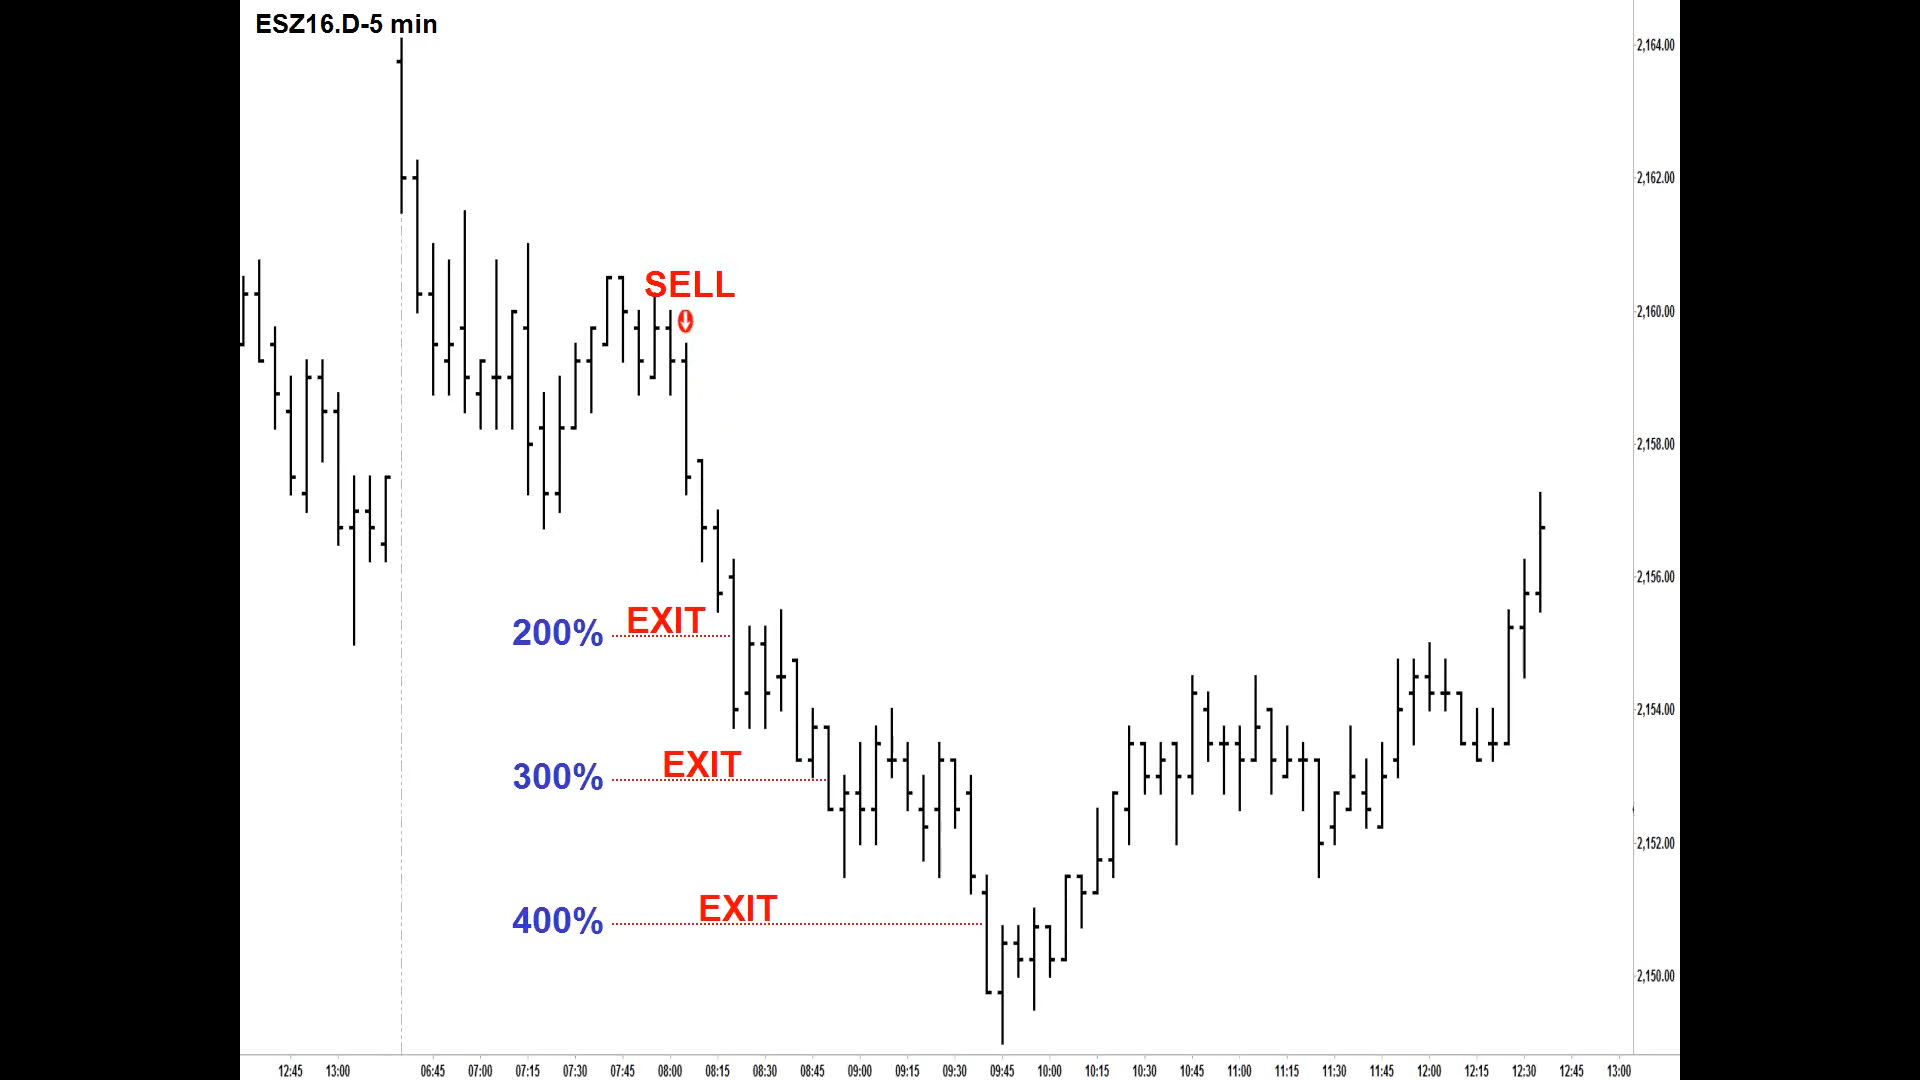 ESZ16.D-5 min
2,164.00
2,162.00
SELL
2,160.00
2,158.00
2,156.00
200% EXIT
2,154.00
300% EXIT
2,152.00
400% EXIT
2,150.00
12:45 13:00 06:45 07:00 07:15 07:30 07:45 08:00 08:15 08:30 08:45 09:00 09:15 09:30 09:45 10:00 10:15 10:30 10:45 11:00 11:15 11:30 11:45 12:00 12:15 12:30 12:45 13:00